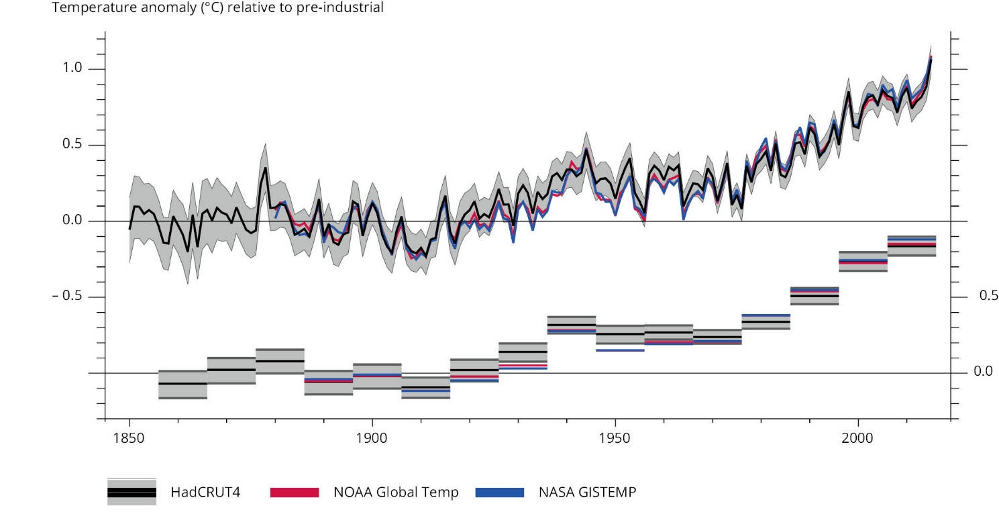 Temperature anomaly (°C) relative to pre-industrial
1.0
0.5
0.0
– 0.5
0.5
0.0
1850 1900 1950 2000
HadCRUT4 NOAA Global Temp NASA GISTEMP